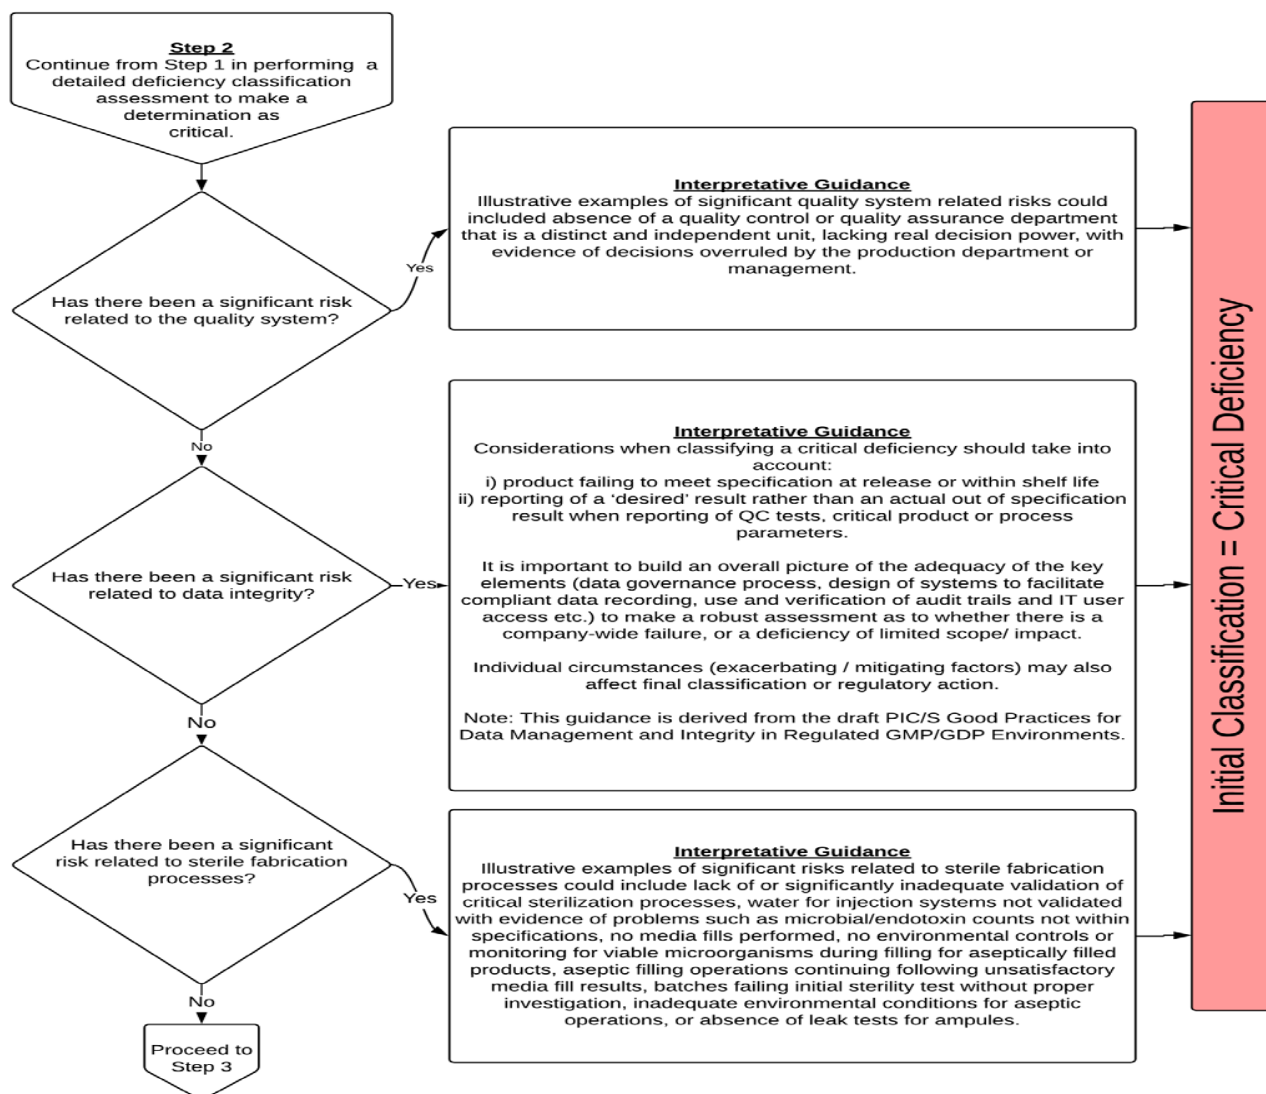 Step 2
Continue from Step 1 in performing a
detailed deficiency classification
assessment to make a
determination as
critical.
Interpretative Guidance
Illustrative examples of significant quality system related risks could
included absence of a quality control or quality assurance department
that is a distinct and independent unit, lacking real decision power, with
evidence of decisions overruled by the production department or
management.
Yes
Has there been a significant risk
related to the quality system?
No
Interpretative Guidance
Considerations when classifying a critical deficiency should take into
account:
i) product failing to meet specification at release or within shelf life
ii) reporting of a ‘desired’ result rather than an actual out of specification
result when reporting of QC tests, critical product or process
parameters.
It is important to build an overall picture of the adequacy of the key
elements (data governance process, design of systems to facilitate
compliant data recording, use and verification of audit trails and IT user
access etc.) to make a robust assessment as to whether there is a
company-wide failure, or a deficiency of limited scope/ impact.
Individual circumstances (exacerbating / mitigating factors) may also
affect final classification or regulatory action.
Note: This guidance is derived from the draft PIC/S Good Practices for
Data Management and Integrity in Regulated GMP/GDP Environments.
Has there been a significant risk
related to data integrity?
Yes
No
Has there been a significant
risk related to sterile fabrication
processes?
Yes
Interpretative Guidance
Illustrative examples of significant risks related to sterile fabrication
processes could include lack of or significantly inadequate validation of
critical sterilization processes, water for injection systems not validated
with evidence of problems such as microbial/endotoxin counts not within
specifications, no media fills performed, no environmental controls or
monitoring for viable microorganisms during filling for aseptically filled
products, aseptic filling operations continuing following unsatisfactory
media fill results, batches failing initial sterility test without proper
investigation, inadequate environmental conditions for aseptic
operations, or absence of leak tests for ampules.
No
Proceed to
Step 3
Initial Classification = Critical Deficiency